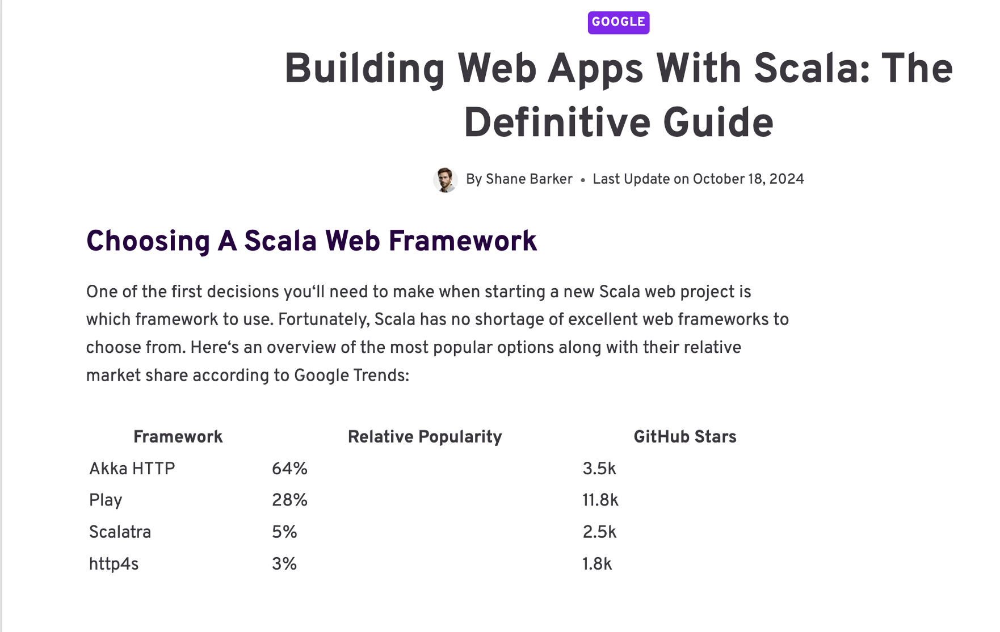 GOOGLE
Building Web Apps With Scala: The
Definitive Guide
By Shane Barker • Last Update on October 18, 2024
Choosing A Scala Web Framework
One of the first decisions you‘ll need to make when starting a new Scala web project is
which framework to use. Fortunately, Scala has no shortage of excellent web frameworks to
choose from. Here‘s an overview of the most popular options along with their relative
market share according to Google Trends:
Framework Relative Popularity GitHub Stars
Akka HTTP 64% 3.5k
Play 28% 11.8k
Scalatra 5% 2.5k
http4s 3% 1.8k